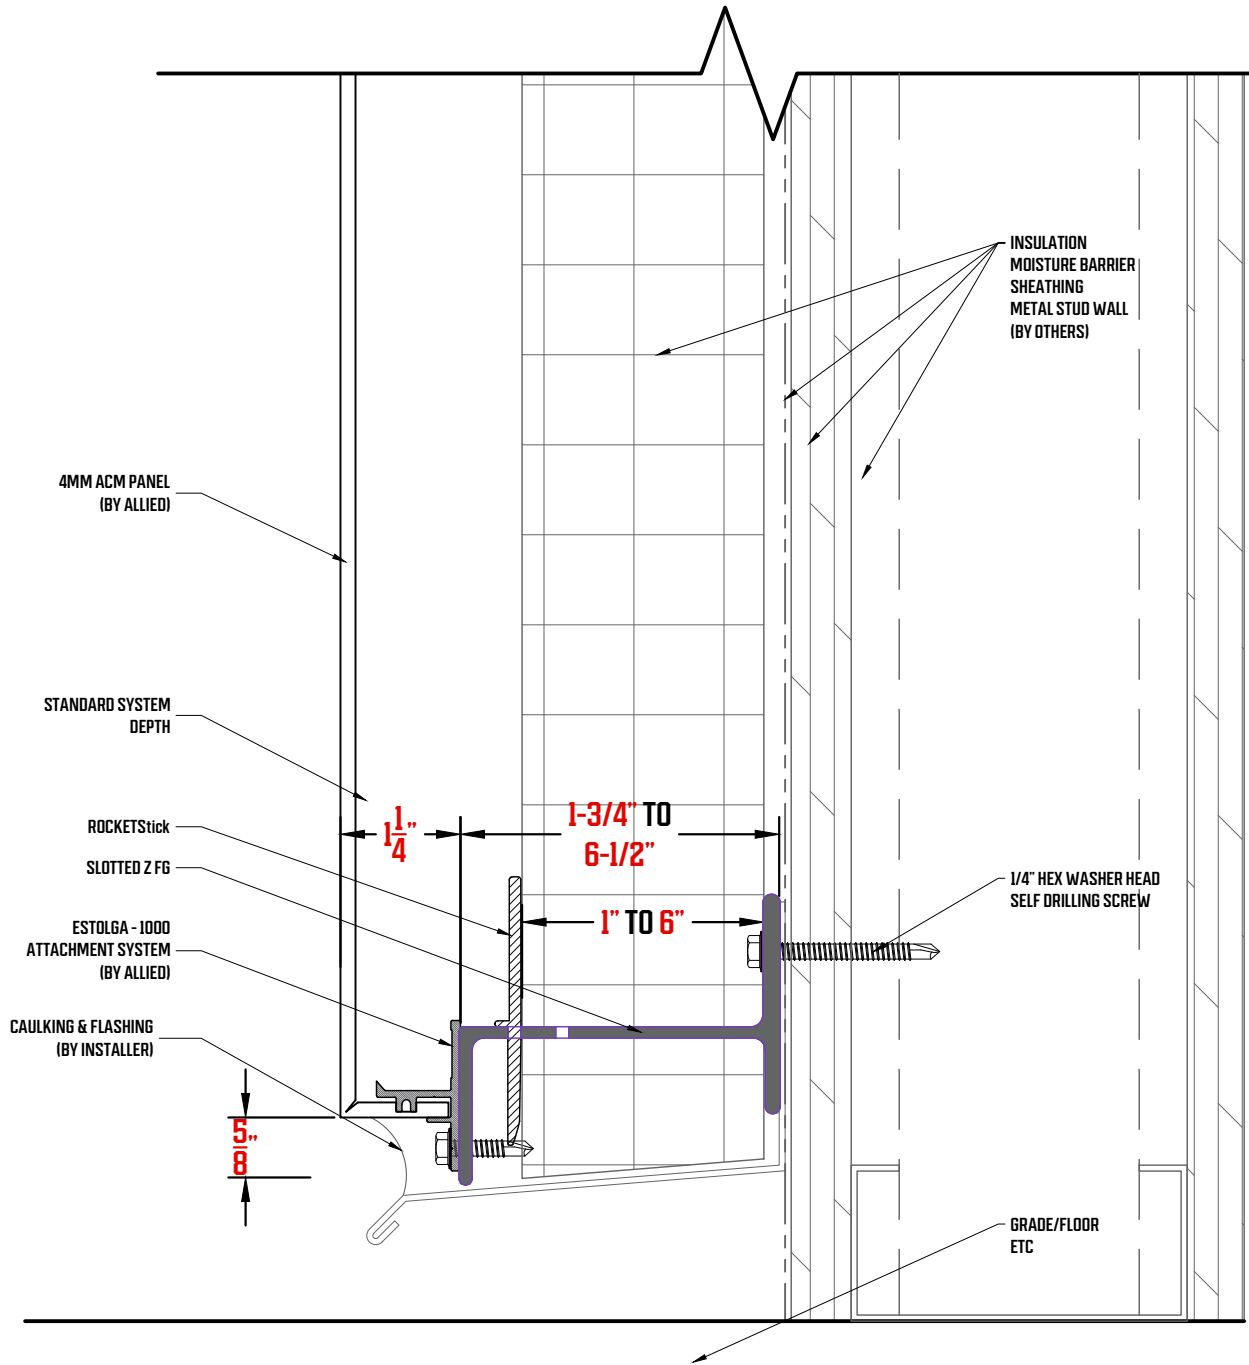 INSULATION
MOISTURE BARRIER
SHEATHING
METAL STUD WALL
(BY OTHERS)
4MM ACM PANEL
(BY ALLIED)
STANDARD SYSTEM
DEPTH
1 1/4"
1-3/4" TO
6-1/2"
ROCKETStick
SLOTTED Z FG
1" TO 6"
1/4" HEX WASHER HEAD
SELF DRILLING SCREW
ESTOLGA - 1000
ATTACHMENT SYSTEM
(BY ALLIED)
CAULKING & FLASHING
(BY INSTALLER)
5/8"
GRADE/FLOOR
ETC